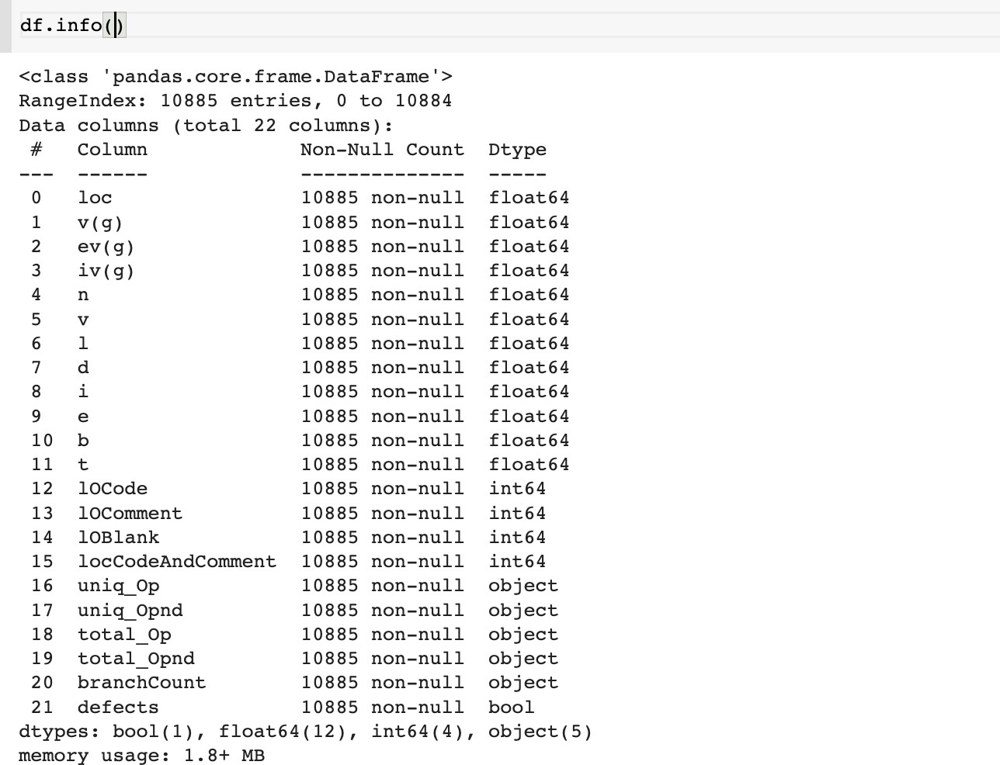 df.info()
<class 'pandas.core.frame.DataFrame'>
RangeIndex: 10885 entries, 0 to 10884
Data columns (total 22 columns):
 #   Column             Non-Null Count  Dtype
---  ------             --------------  -----
 0   loc                10885 non-null  float64
 1   v(g)               10885 non-null  float64
 2   ev(g)              10885 non-null  float64
 3   iv(g)              10885 non-null  float64
 4   n                  10885 non-null  float64
 5   v                  10885 non-null  float64
 6   l                  10885 non-null  float64
 7   d                  10885 non-null  float64
 8   i                  10885 non-null  float64
 9   e                  10885 non-null  float64
 10  b                  10885 non-null  float64
 11  t                  10885 non-null  float64
 12  lOCode             10885 non-null  int64
 13  lOComment          10885 non-null  int64
 14  lOBlank            10885 non-null  int64
 15  locCodeAndComment  10885 non-null  int64
 16  uniq_Op            10885 non-null  object
 17  uniq_Opnd          10885 non-null  object
 18  total_Op           10885 non-null  object
 19  total_Opnd         10885 non-null  object
 20  branchCount        10885 non-null  object
 21  defects            10885 non-null  bool
dtypes: bool(1), float64(12), int64(4), object(5)
memory usage: 1.8+ MB